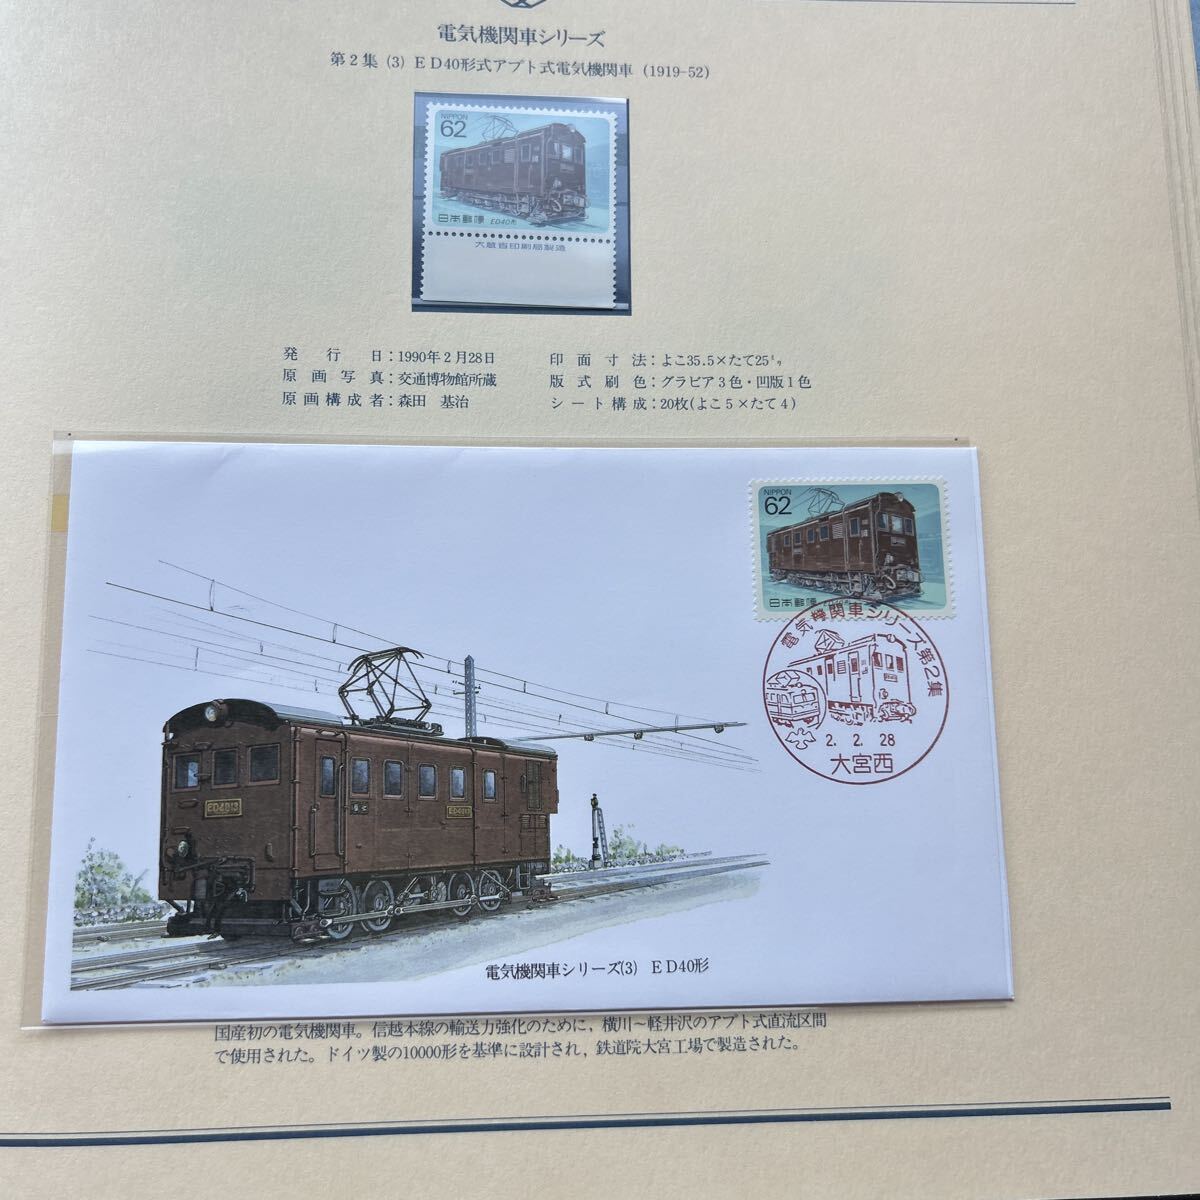 電気機関車シリーズ
第2集 (3) ED40形式アプト式電気機関車 (1919-52)
NIPPON
62
日本郵便 ED40形
大蔵省印刷局製造
発行日:1990年2月28日
原画写真:交通博物館所蔵
原画構成者:森田 基治
印面寸法:よこ35.5×たて25㍉
版式刷色:グラビア3色・凹版1色
シート構成:20枚(よこ5×たて4)
NIPPON
62
日本郵便
電気機関車シリーズ第2集
2. 2. 28
大宮西
ED4013
ED4013
電気機関車シリーズ(3) ED40形
国産初の電気機関車。信越本線の輸送力強化のために, 横川~軽井沢のアプト式直流区間
で使用された。ドイツ製の10000形を基準に設計され, 鉄道院大宮工場で製造された。